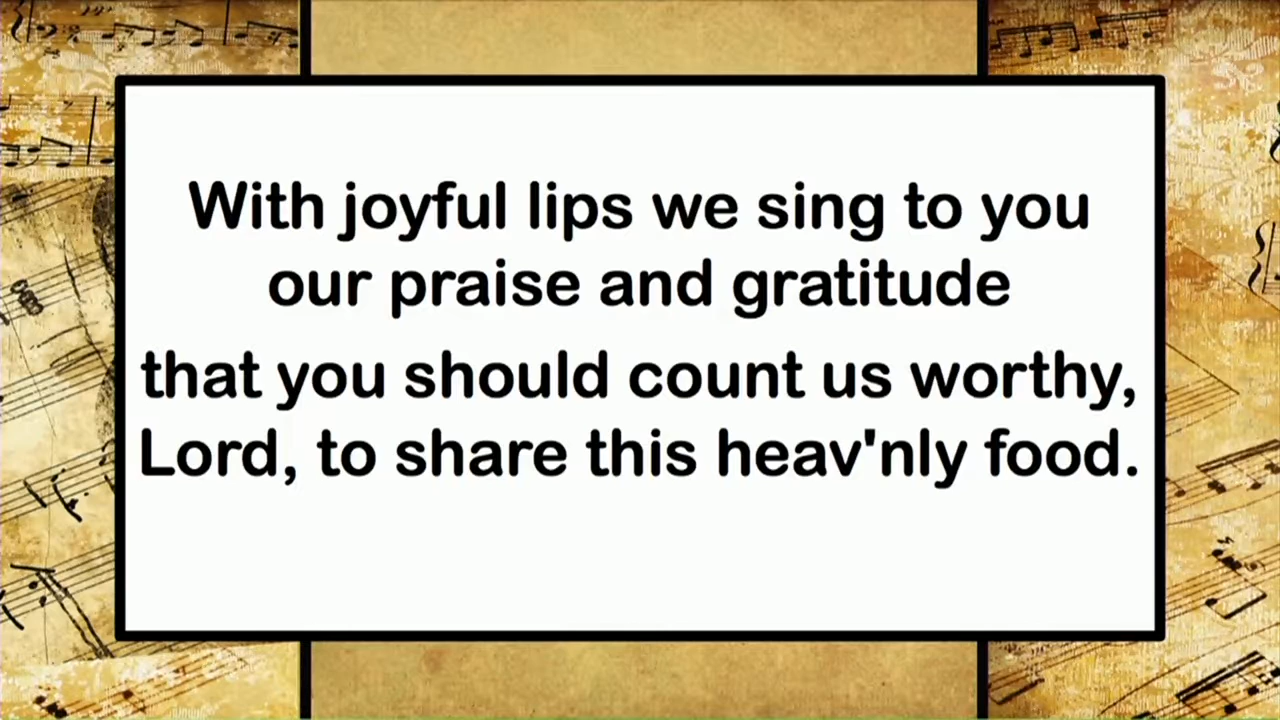 With joyful lips we sing to you
our praise and gratitude
that you should count us worthy,
Lord, to share this heav'nly food.